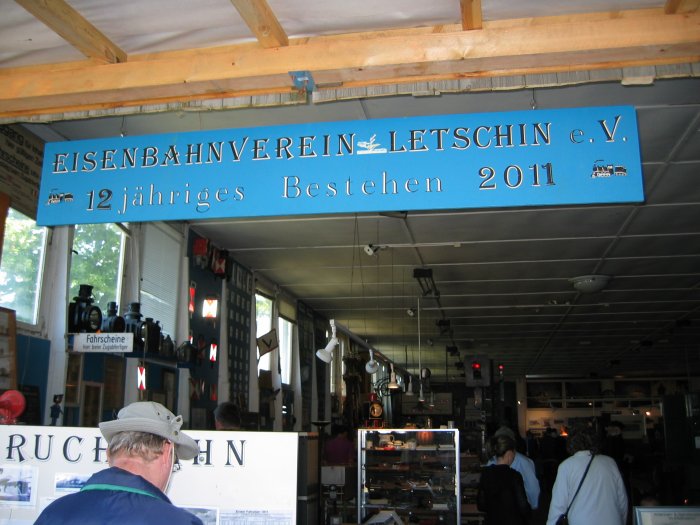 EISENBAHNVEREIN LETSCHIN e.V.
12 jähriges Bestehen 2011
Fahrscheine
RUCH HN